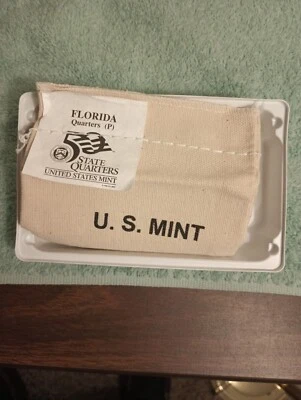 FLORIDA
Quarters (P)
50
STATE
QUARTERS
UNITED STATES MINT
U. S. MINT